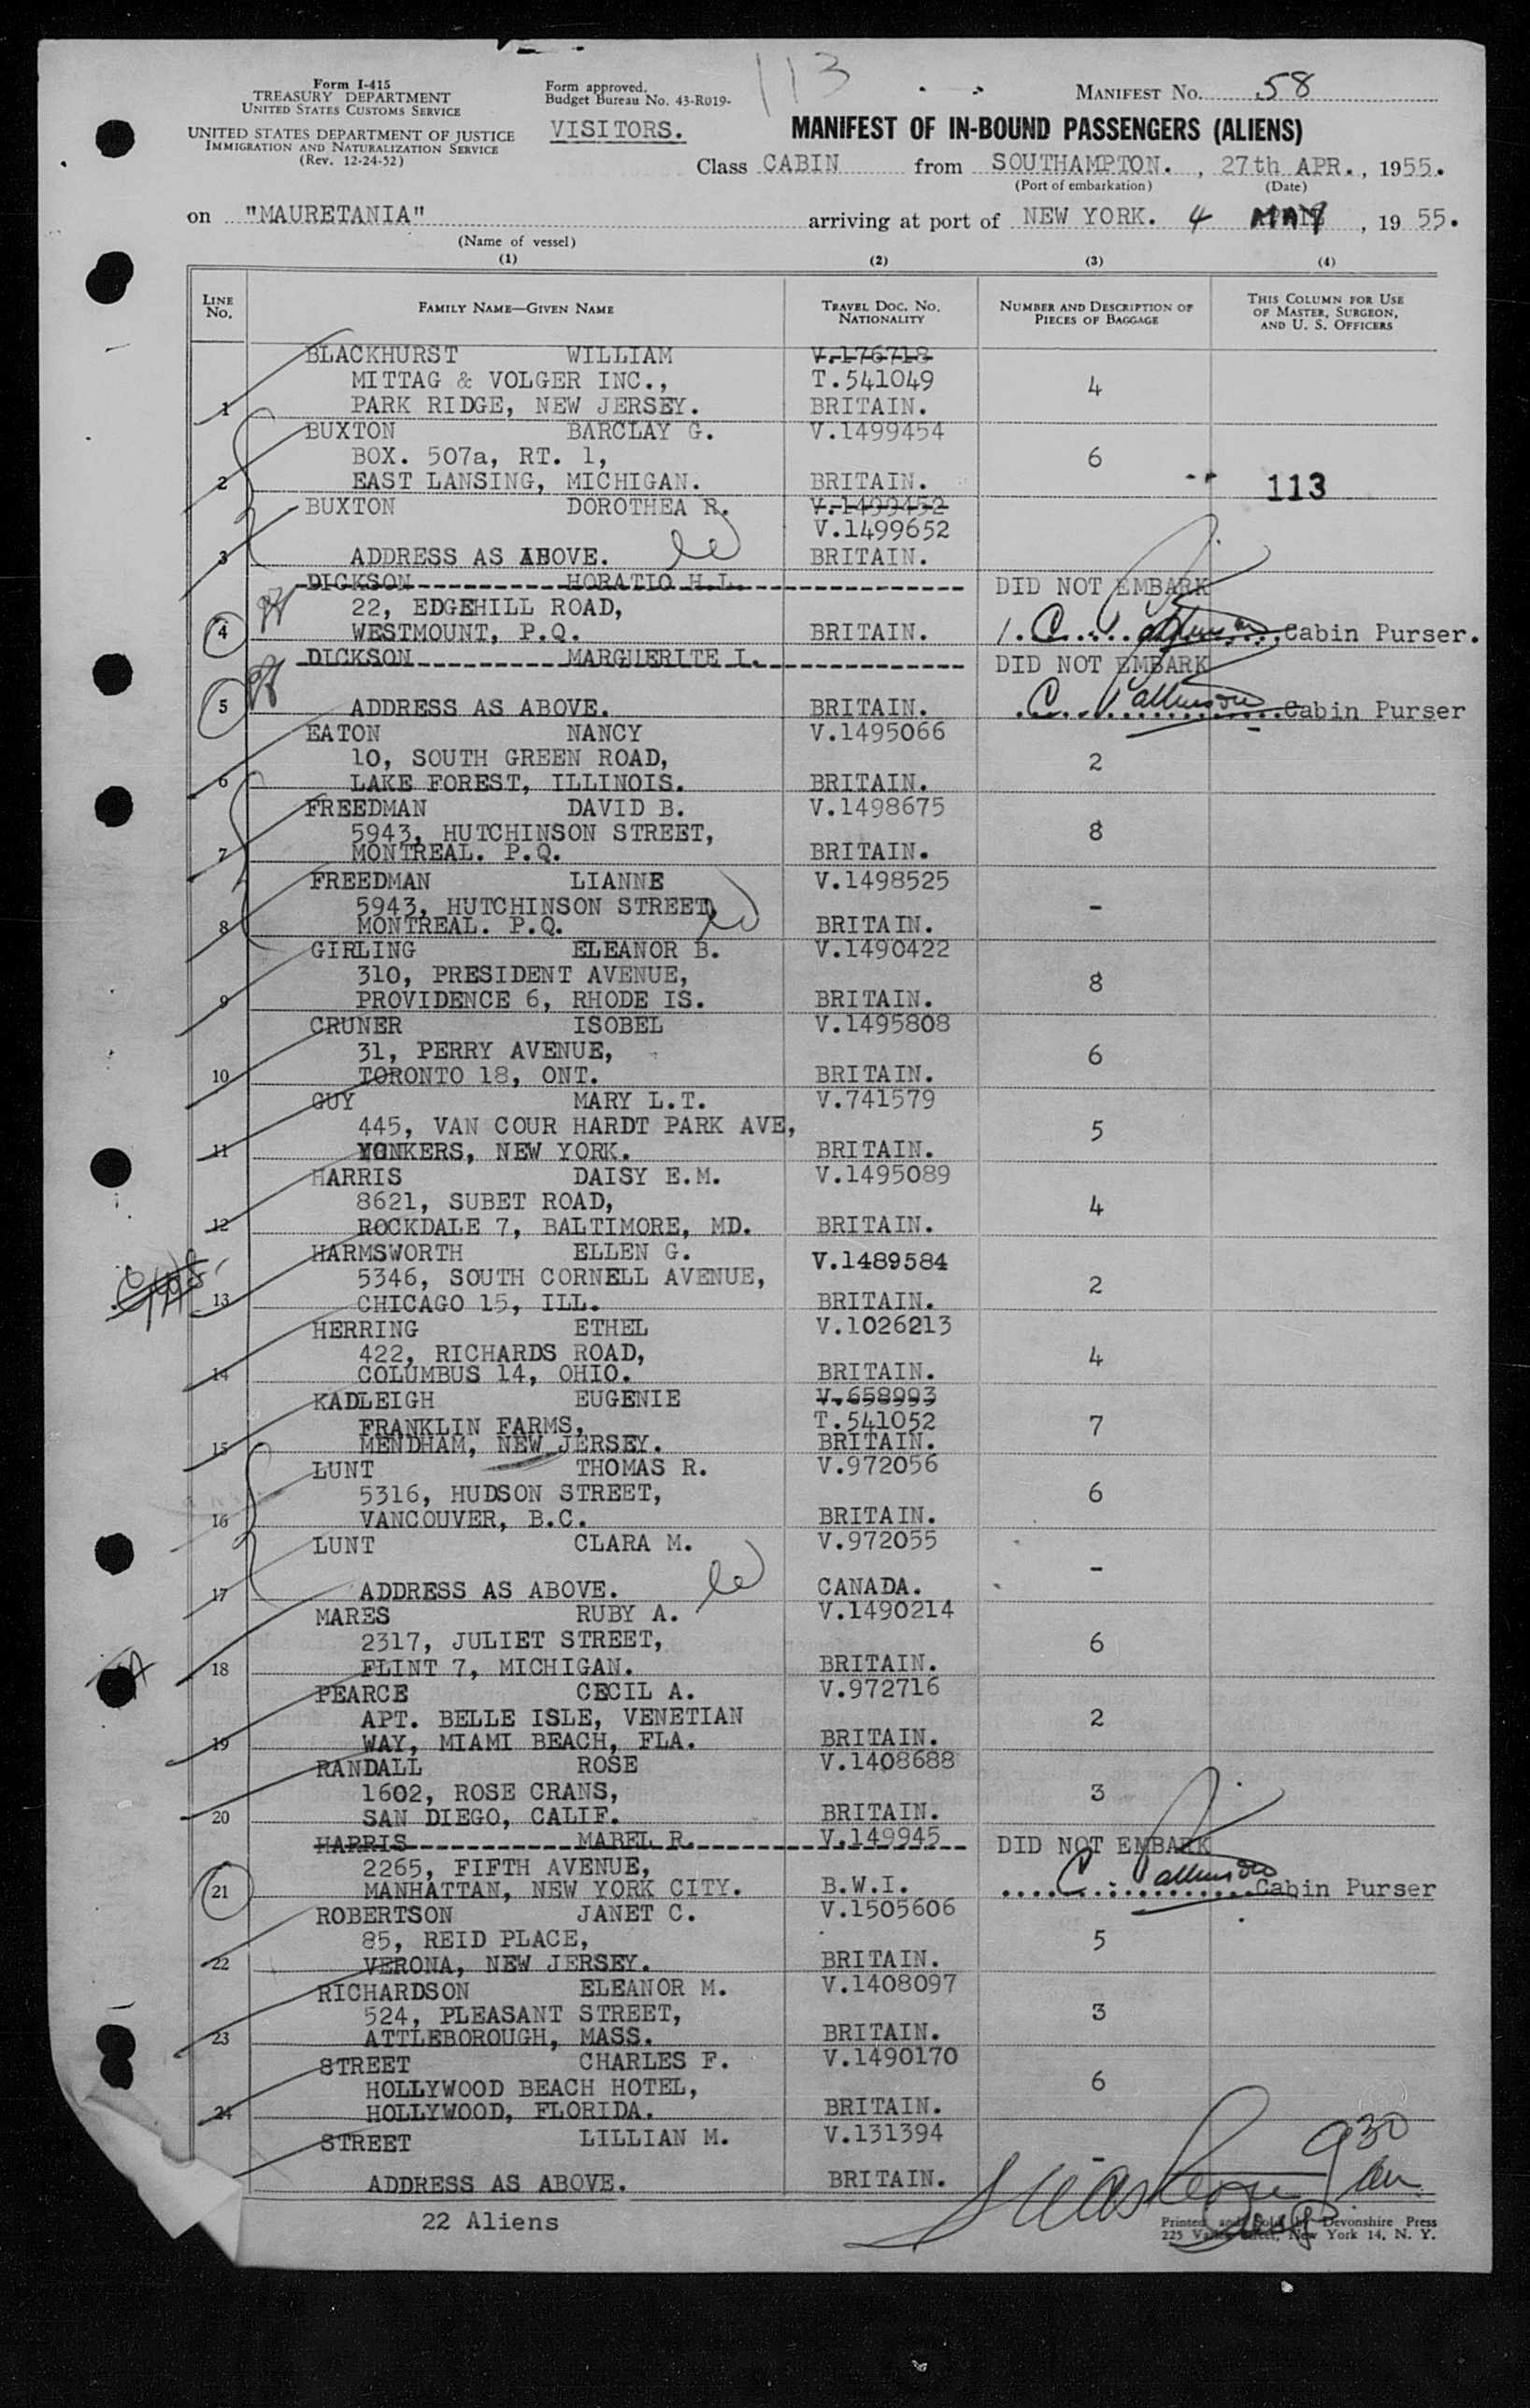 113
Form I-415
TREASURY DEPARTMENT
UNITED STATES CUSTOMS SERVICE
UNITED STATES DEPARTMENT OF JUSTICE
IMMIGRATION AND NATURALIZATION SERVICE
(Rev. 12-24-52)
Form approved.
Budget Bureau No. 43-R019-
VISITORS.
MANIFEST NO. 58
MANIFEST OF IN-BOUND PASSENGERS (ALIENS)
Class CABIN from SOUTHAMPTON. , 27th APR., 1955.
(Port of embarkation) (Date)
on "MAURETANIA" arriving at port of NEW YORK. 4 MAY , 19 55.
(Name of vessel)
(1) (2) (3) (4)
LINE NO. FAMILY NAME—GIVEN NAME TRAVEL DOC. NO. NATIONALITY NUMBER AND DESCRIPTION OF PIECES OF BAGGAGE THIS COLUMN FOR USE OF MASTER, SURGEON, AND U. S. OFFICERS
BLACKHURST WILLIAM V.176718
MITTAG & VOLGER INC., T.541049 4
1 PARK RIDGE, NEW JERSEY. BRITAIN.
BUXTON BARCLAY G. V.1499454
BOX. 507a, RT. 1, 6
2 EAST LANSING, MICHIGAN. BRITAIN. 113
BUXTON DOROTHEA R. V.1499452
V.1499652
3 ADDRESS AS ABOVE. BRITAIN.
DICKSON HORATIO H.L. DID NOT EMBARK
22, EDGEHILL ROAD,
4 WESTMOUNT, P.Q. BRITAIN. Cabin Purser.
DICKSON MARGUERITE I. DID NOT EMBARK
5 ADDRESS AS ABOVE. BRITAIN. Cabin Purser
EATON NANCY V.1495066
10, SOUTH GREEN ROAD, 2
6 LAKE FOREST, ILLINOIS. BRITAIN.
FREEDMAN DAVID B. V.1498675
5943, HUTCHINSON STREET, 8
7 MONTREAL. P.Q. BRITAIN.
FREEDMAN LIANNE V.1498525
5943, HUTCHINSON STREET, -
8 MONTREAL. P.Q. BRITAIN.
GIRLING ELEANOR B. V.1490422
310, PRESIDENT AVENUE, 8
9 PROVIDENCE 6, RHODE IS. BRITAIN.
CRUNER ISOBEL V.1495808
31, PERRY AVENUE, 6
10 TORONTO 18, ONT. BRITAIN.
GUY MARY L.T. V.741579
445, VAN COUR HARDT PARK AVE, 5
11 YONKERS, NEW YORK. BRITAIN.
HARRIS DAISY E.M. V.1495089
8621, SUBET ROAD, 4
12 ROCKDALE 7, BALTIMORE, MD. BRITAIN.
HARMSWORTH ELLEN G. V.1489584
5346, SOUTH CORNELL AVENUE, 2
13 CHICAGO 15, ILL. BRITAIN.
HERRING ETHEL V.1026213
422, RICHARDS ROAD, 4
14 COLUMBUS 14, OHIO. BRITAIN.
KADLEIGH EUGENIE V.658993
FRANKLIN FARMS, T.541052 7
15 MENDHAM, NEW JERSEY. BRITAIN.
LUNT THOMAS R. V.972056
5316, HUDSON STREET, 6
16 VANCOUVER, B.C. BRITAIN.
LUNT CLARA M. V.972055
-
17 ADDRESS AS ABOVE. CANADA.
MARES RUBY A. V.1490214
2317, JULIET STREET, 6
18 FLINT 7, MICHIGAN. BRITAIN.
PEARCE CECIL A. V.972716
APT. BELLE ISLE, VENETIAN 2
19 WAY, MIAMI BEACH, FLA. BRITAIN.
RANDALL ROSE V.1408688
1602, ROSE CRANS, 3
20 SAN DIEGO, CALIF. BRITAIN.
HARRIS MABEL R. V.149945 DID NOT EMBARK
2265, FIFTH AVENUE,
21 MANHATTAN, NEW YORK CITY. B.W.I. Cabin Purser
ROBERTSON JANET C. V.1505606
85, REID PLACE, 5
22 VERONA, NEW JERSEY. BRITAIN.
RICHARDSON ELEANOR M. V.1408097
524, PLEASANT STREET, 3
23 ATTLEBOROUGH, MASS. BRITAIN.
STREET CHARLES F. V.1490170
HOLLYWOOD BEACH HOTEL, 6
24 HOLLYWOOD, FLORIDA. BRITAIN.
STREET LILLIAN M. V.131394
-
ADDRESS AS ABOVE. BRITAIN.
930
22 Aliens
Printed and Sold by Devonshire Press
225 Varick Street, New York 14, N. Y.